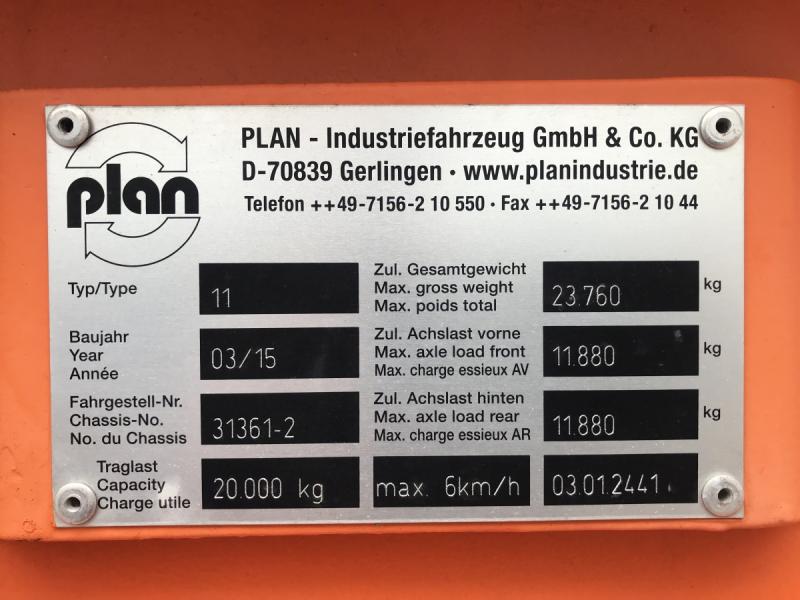 plan
PLAN - Industriefahrzeug GmbH & Co. KG
D-70839 Gerlingen · www.planindustrie.de
Telefon ++49-7156-2 10 550 · Fax ++49-7156-2 10 44
Typ/Type 11
Zul. Gesamtgewicht
Max. gross weight
Max. poids total
23.760 kg
Baujahr
Year
Année
03/15
Zul. Achslast vorne
Max. axle load front
Max. charge essieux AV
11.880 kg
Fahrgestell-Nr.
Chassis-No.
No. du Chassis
31361-2
Zul. Achslast hinten
Max. axle load rear
Max. charge essieux AR
11.880 kg
Traglast
Capacity
Charge utile
20.000 kg
max. 6km/h
03.01.2441